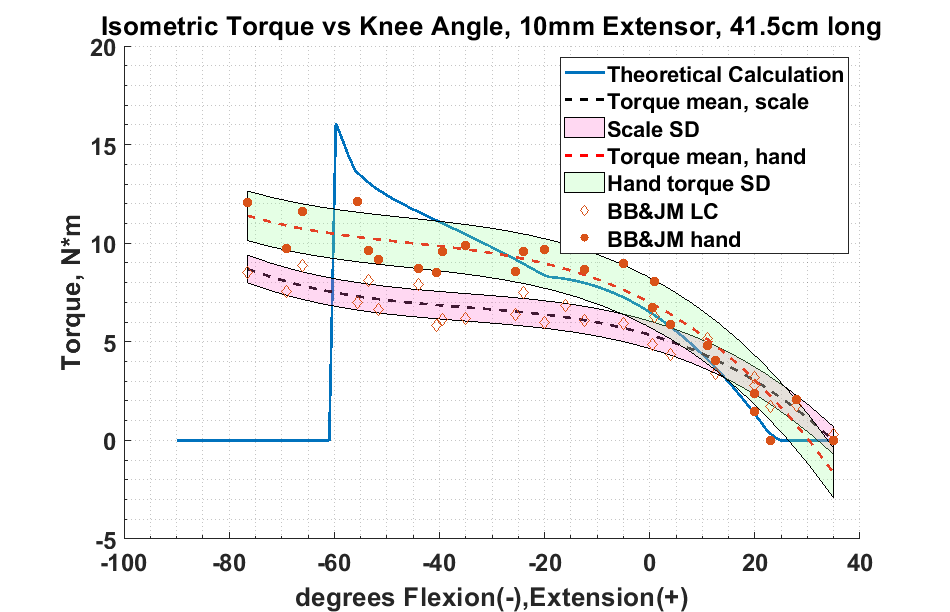 Isometric Torque vs Knee Angle, 10mm Extensor, 41.5cm long
20
15
10
5
0
-5
Torque, N*m
Theoretical Calculation
Torque mean, scale
Scale SD
Torque mean, hand
Hand torque SD
BB&JM LC
BB&JM hand
-100 -80 -60 -40 -20 0 20 40
degrees Flexion(-),Extension(+)